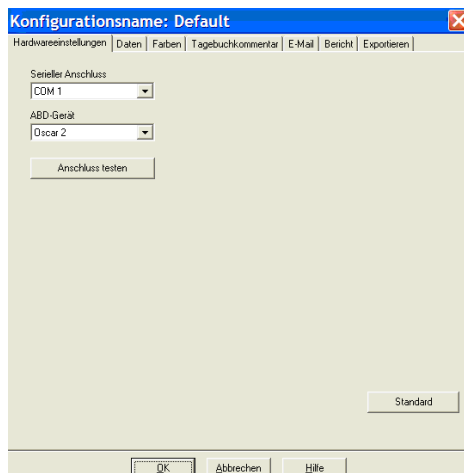 Konfigurationsname: Default
Hardwareeinstellungen Daten Farben Tagebuchkommentar E-Mail Bericht Exportieren
Serieller Anschluss
COM 1
ABD-Gerät
Oscar 2
Anschluss testen
Standard
OK Abbrechen Hilfe